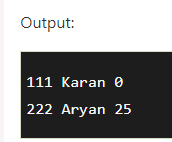 Output:
111 Karan 0
222 Aryan 25